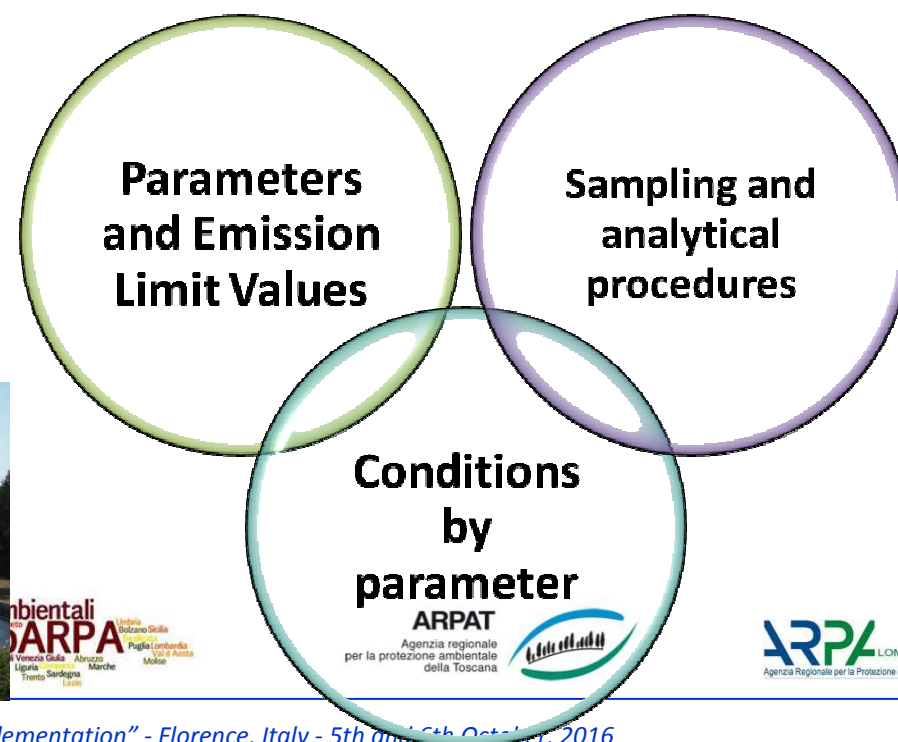 Parameters
and Emission
Limit Values
Sampling and
analytical
procedures
Conditions
by
parameter
mbientali
ARPA
Umbria
Bolzano Sicilia
Puglia Lombardia
Val d Aosta
Venezia Giulia Abruzzo
Molise
Liguria
Marche
Trento Sardegna
Lazio
ARPAT
Agenzia regionale
per la protezione ambientale
della Toscana
ARPA LOM
Agenzia Regionale per la Protezione
lementation” - Florence, Italy - 5th and 6th October, 2016